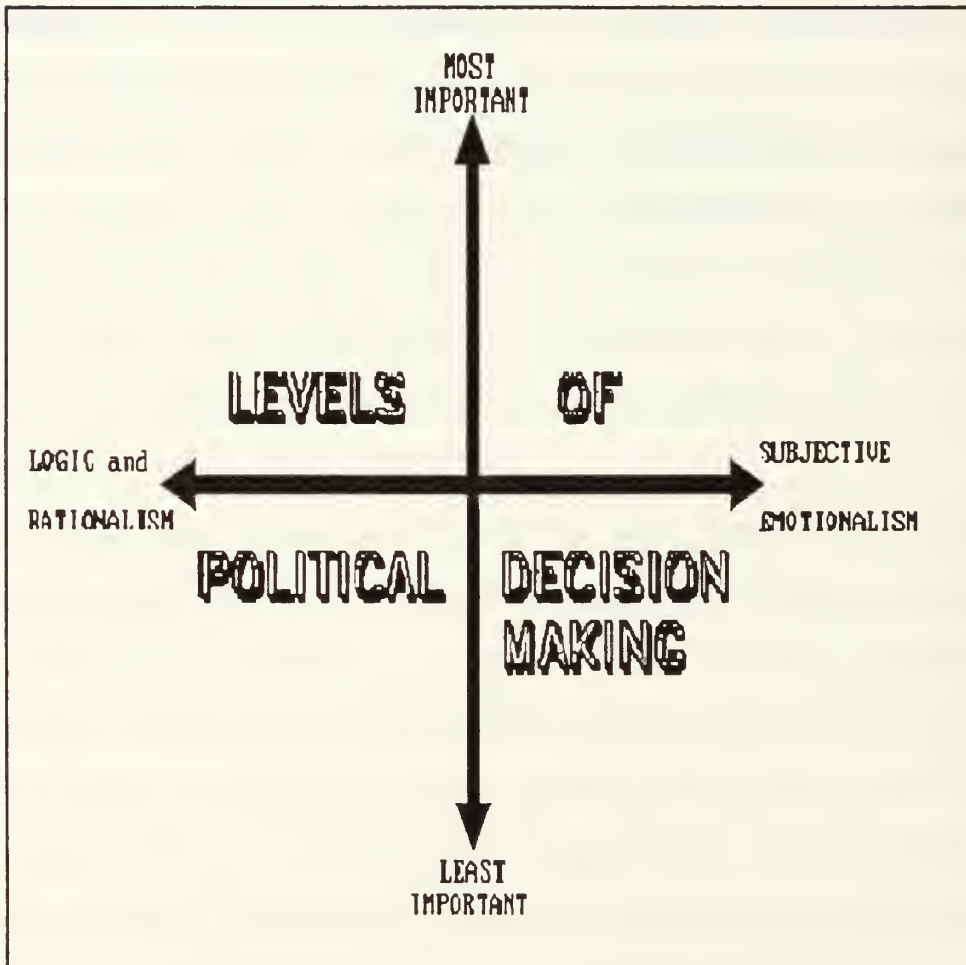 MOST
IMPORTANT
LEVELS OF
LOGIC and
RATIONALISM
SUBJECTIVE
EMOTIONALISM
POLITICAL DECISION
MAKING
LEAST
IMPORTANT